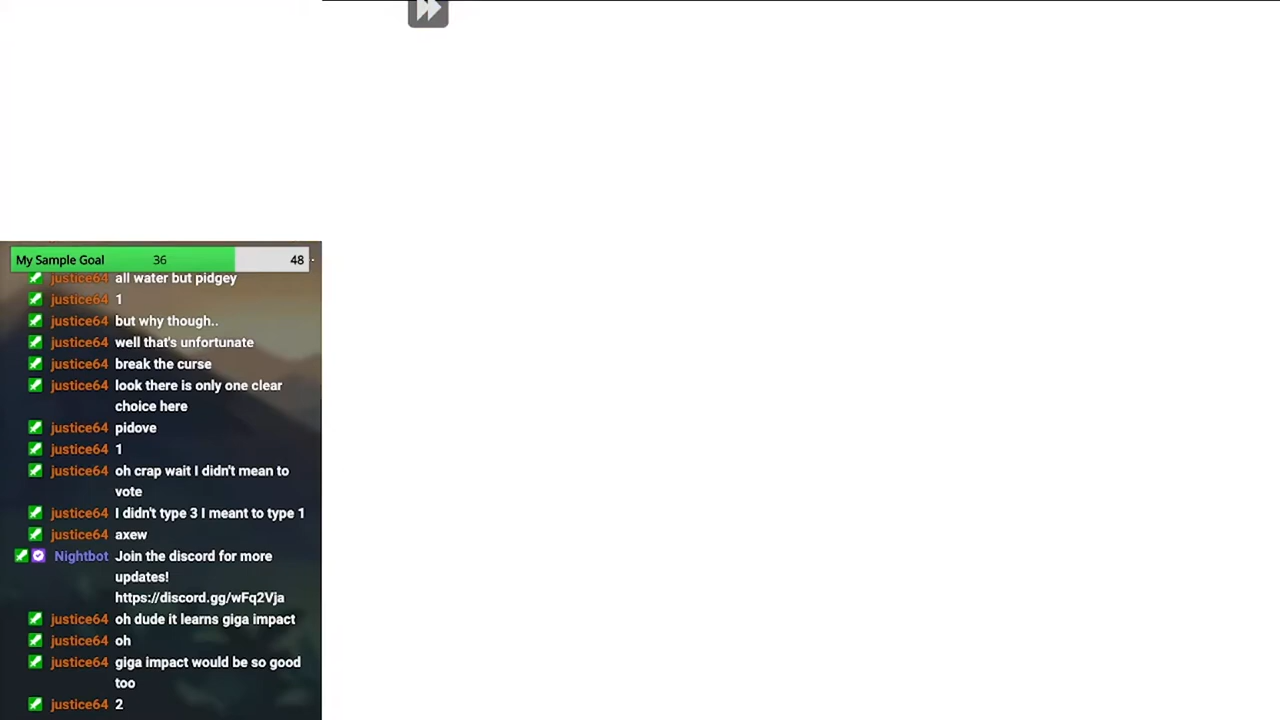 My Sample Goal 36 48
justice64 all water but pidgey
justice64 1
justice64 but why though..
justice64 well that's unfortunate
justice64 break the curse
justice64 look there is only one clear
choice here
justice64 pidove
justice64 1
justice64 oh crap wait I didn't mean to
vote
justice64 I didn't type 3 I meant to type 1
justice64 axew
Nightbot Join the discord for more
updates!
https://discord.gg/wFq2Vja
justice64 oh dude it learns giga impact
justice64 oh
justice64 giga impact would be so good
too
justice64 2